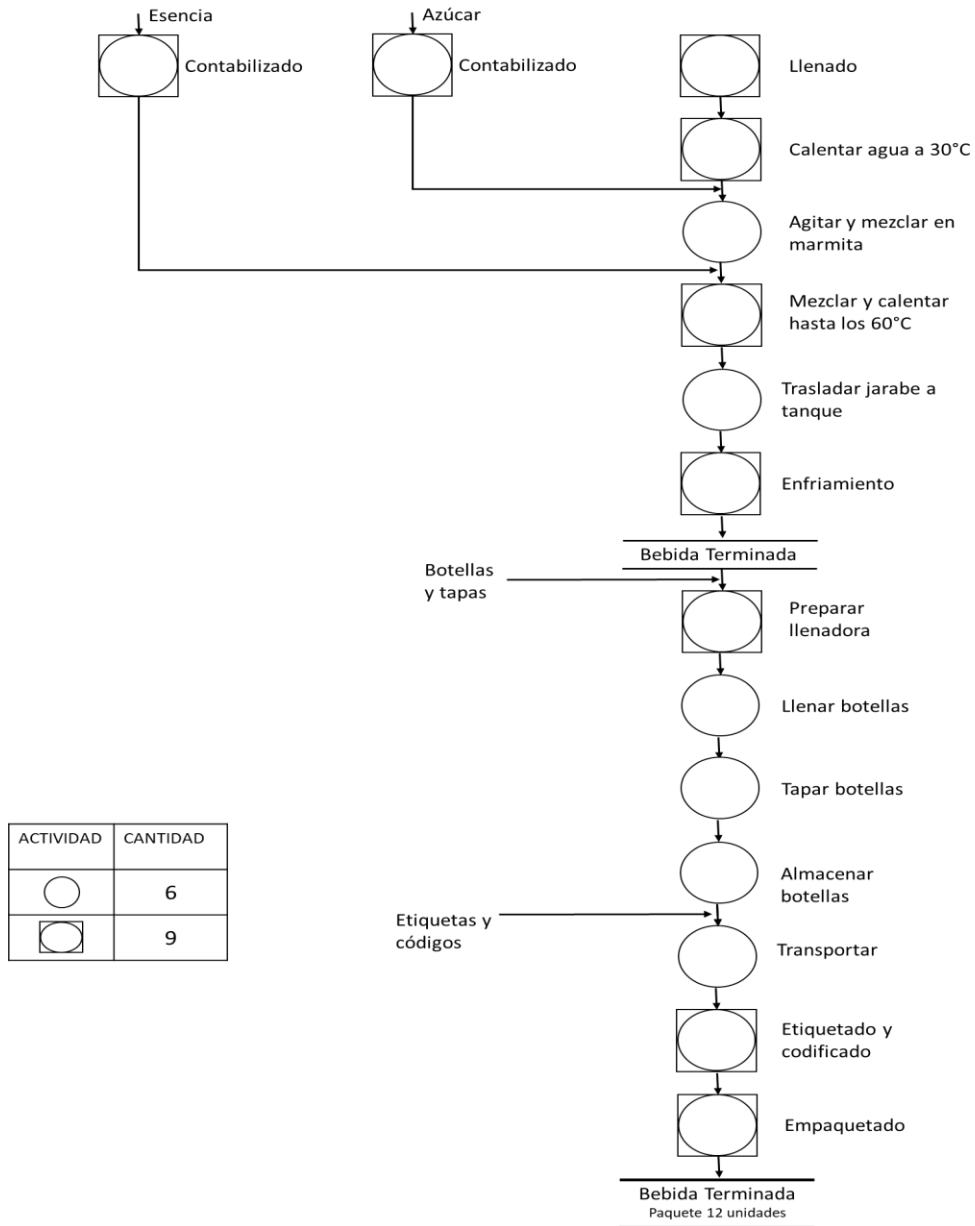 Esencia
Azúcar
Contabilizado
Contabilizado
Llenado
Calentar agua a 30°C
Agitar y mezclar en
marmita
Mezclar y calentar
hasta los 60°C
Trasladar jarabe a
tanque
Enfriamiento
Bebida Terminada
Botellas
y tapas
Preparar
llenadora
Llenar botellas
Tapar botellas
Almacenar
botellas
Etiquetas y
códigos
Transportar
Etiquetado y
codificado
Empaquetado
Bebida Terminada
Paquete 12 unidades
ACTIVIDAD CANTIDAD
6
9